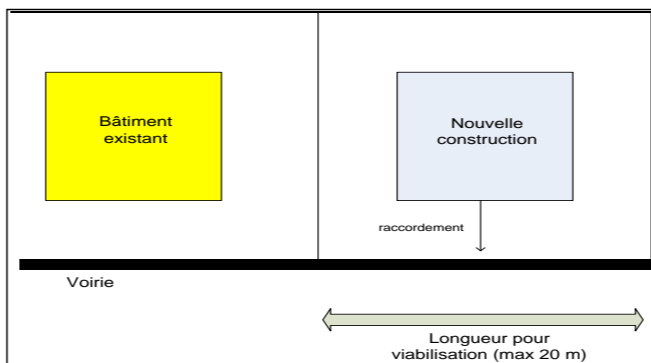 Bâtiment
existant
Nouvelle
construction
raccordement
Voirie
Longueur pour
viabilisation (max 20 m)